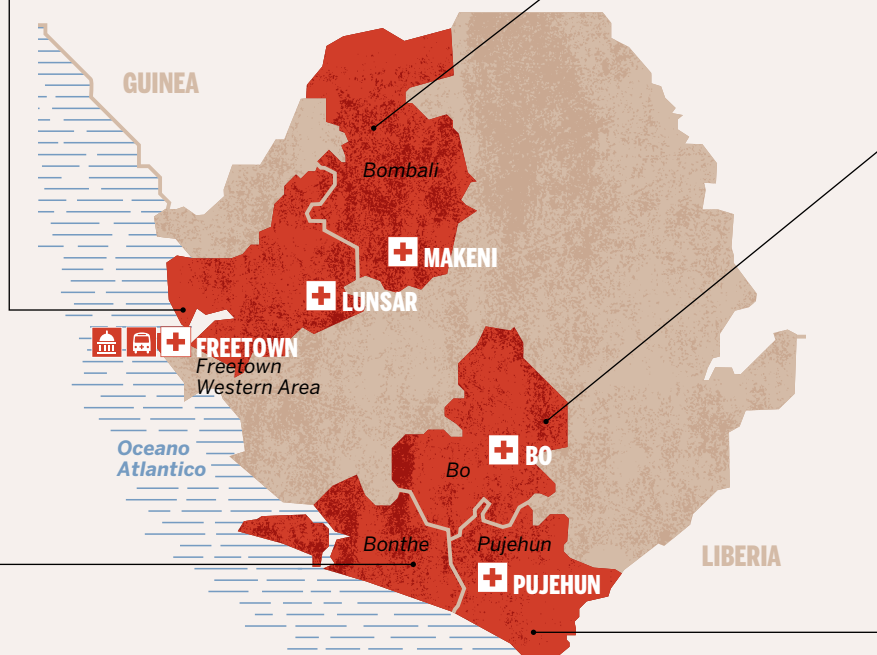 GUINEA
Bombali
MAKENI
LUNSAR
FREETOWN
Freetown
Western Area
Oceano
Atlantico
BO
Bo
Bonthe
Pujehun
LIBERIA
PUJEHUN